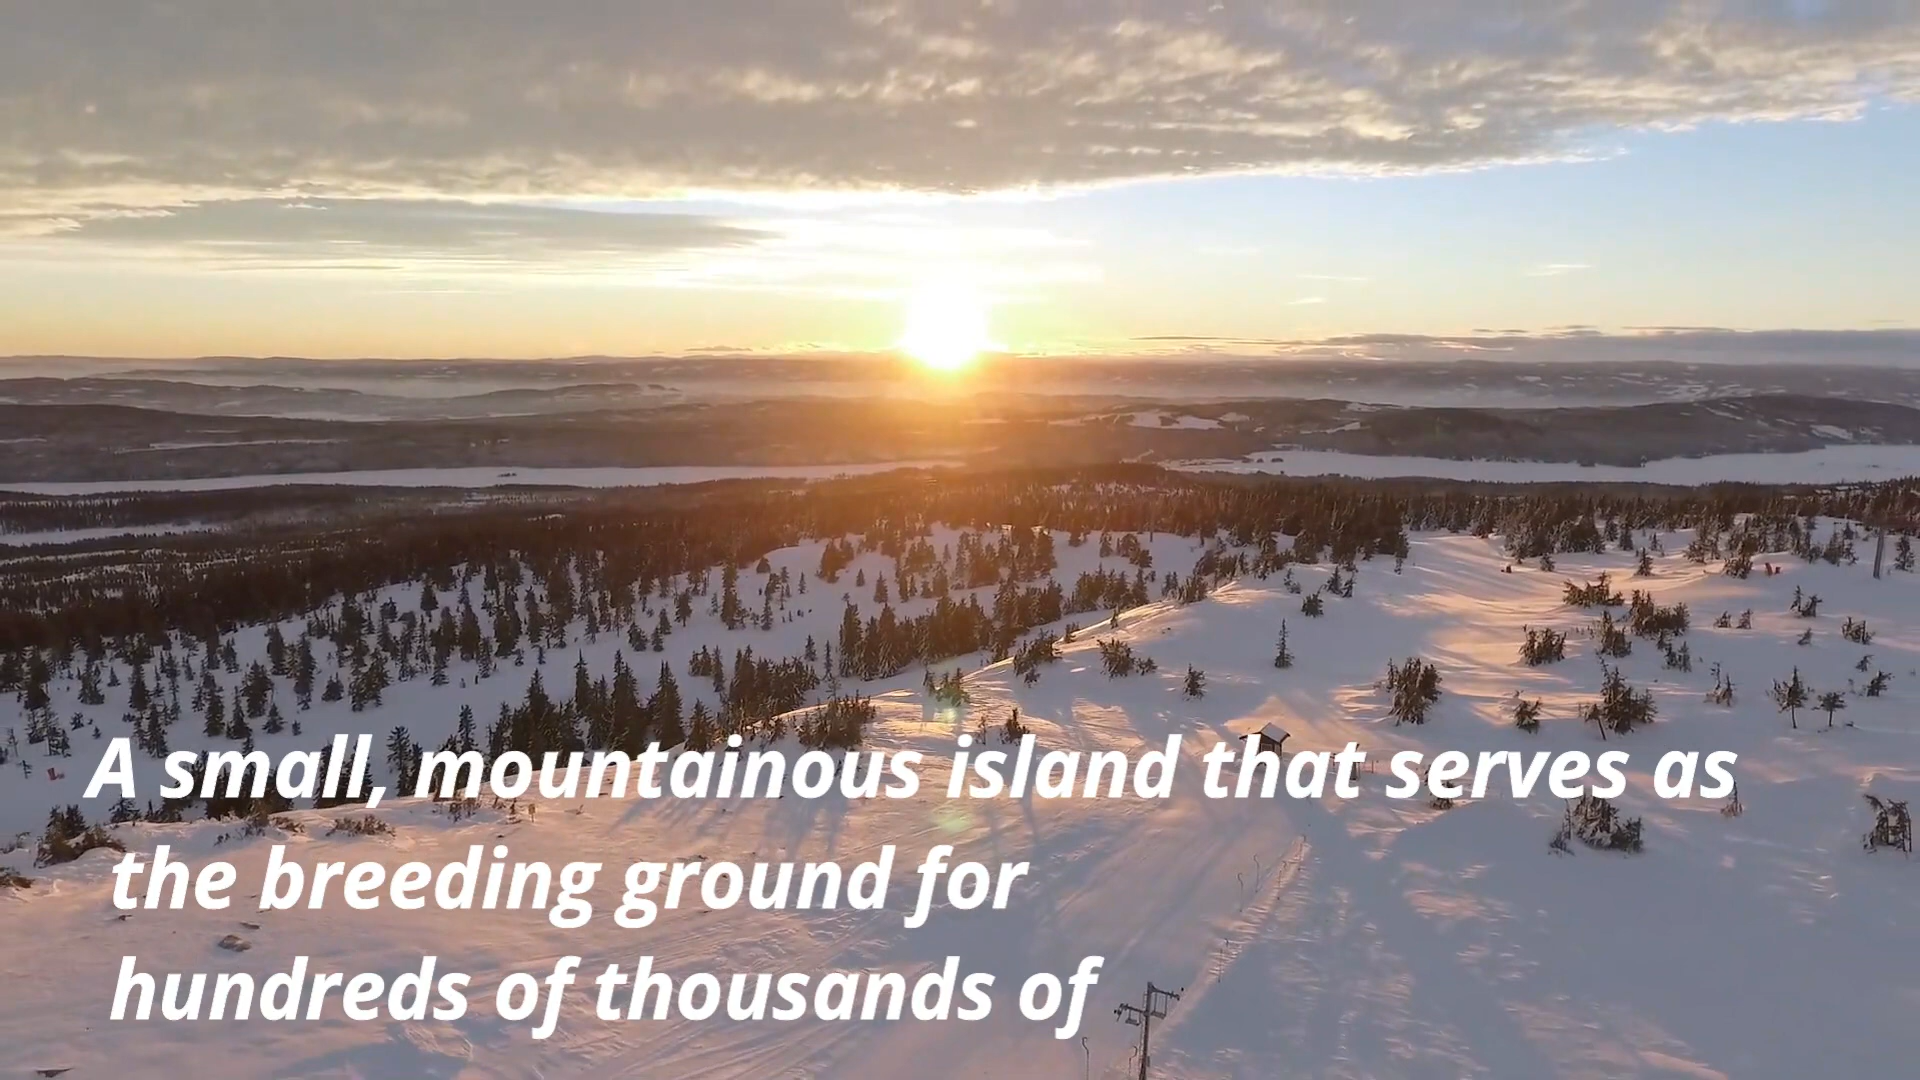 A small, mountainous island that serves as
the breeding ground for
hundreds of thousands of